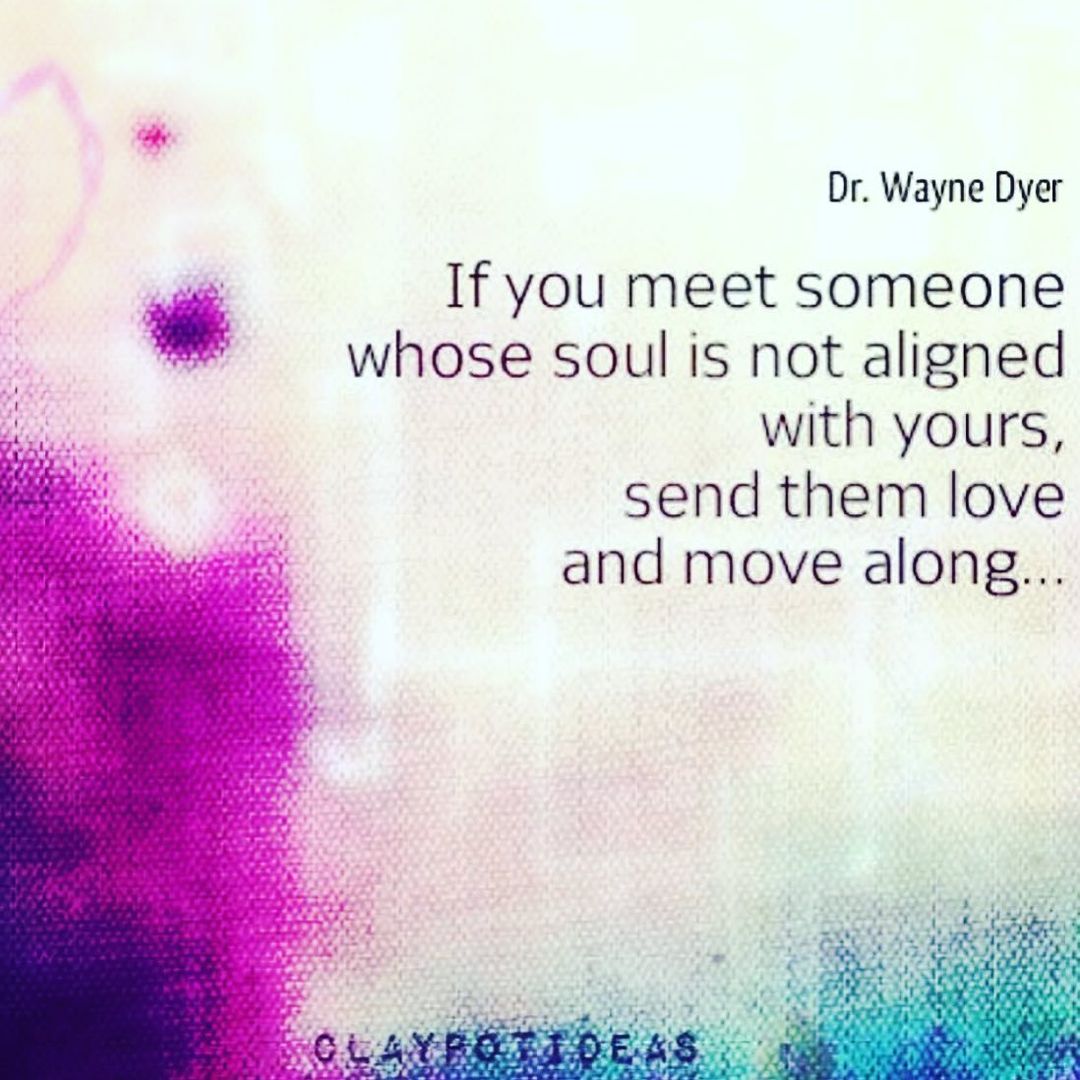 Dr. Wayne Dyer
If you meet someone
whose soul is not aligned
with yours,
send them love
and move along...
CLAYPOTIDEAS